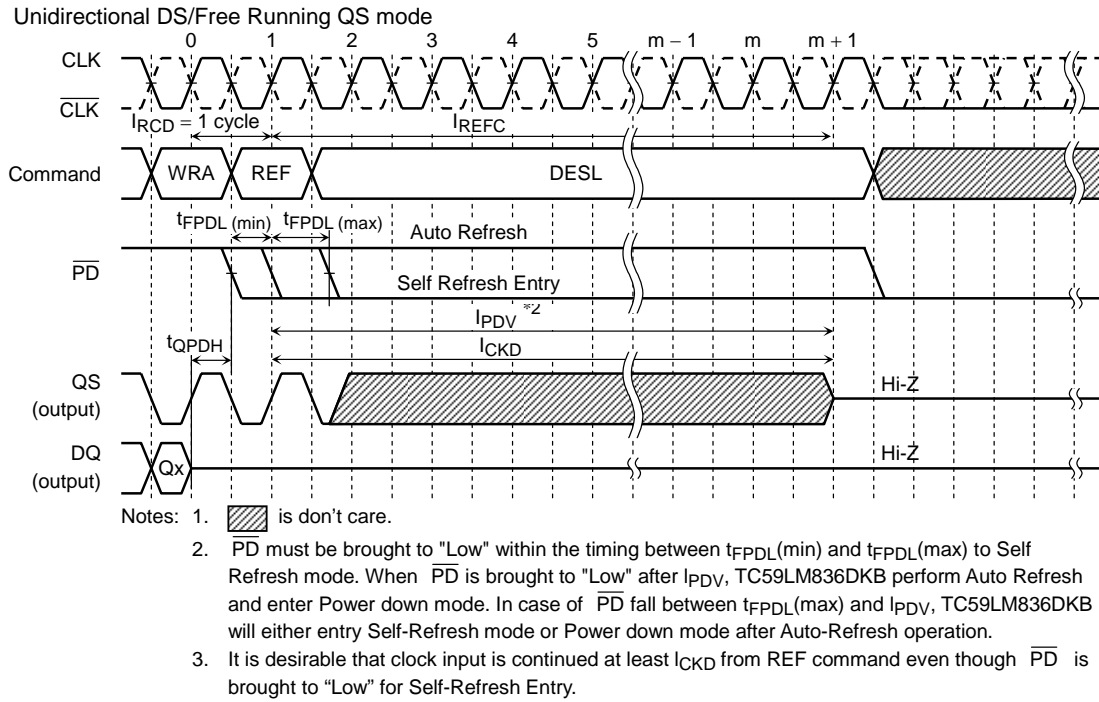 Unidirectional DS/Free Running QS mode
0 1 2 3 4 5 m − 1 m m + 1
CLK
CLK
IRCD = 1 cycle IREFC
Command WRA REF DESL
tFPDL (min) tFPDL (max) Auto Refresh
PD
Self Refresh Entry
IPDV *2
tQPDH ICKD
QS
(output)
Hi-Z
DQ
(output)
Qx
Hi-Z
Notes: 1. is don't care.
2. PD must be brought to "Low" within the timing between tFPDL(min) and tFPDL(max) to Self
Refresh mode. When PD is brought to "Low" after lPDV, TC59LM836DKB perform Auto Refresh
and enter Power down mode. In case of PD fall between tFPDL(max) and lPDV, TC59LM836DKB
will either entry Self-Refresh mode or Power down mode after Auto-Refresh operation.
3. It is desirable that clock input is continued at least lCKD from REF command even though PD is
brought to “Low” for Self-Refresh Entry.